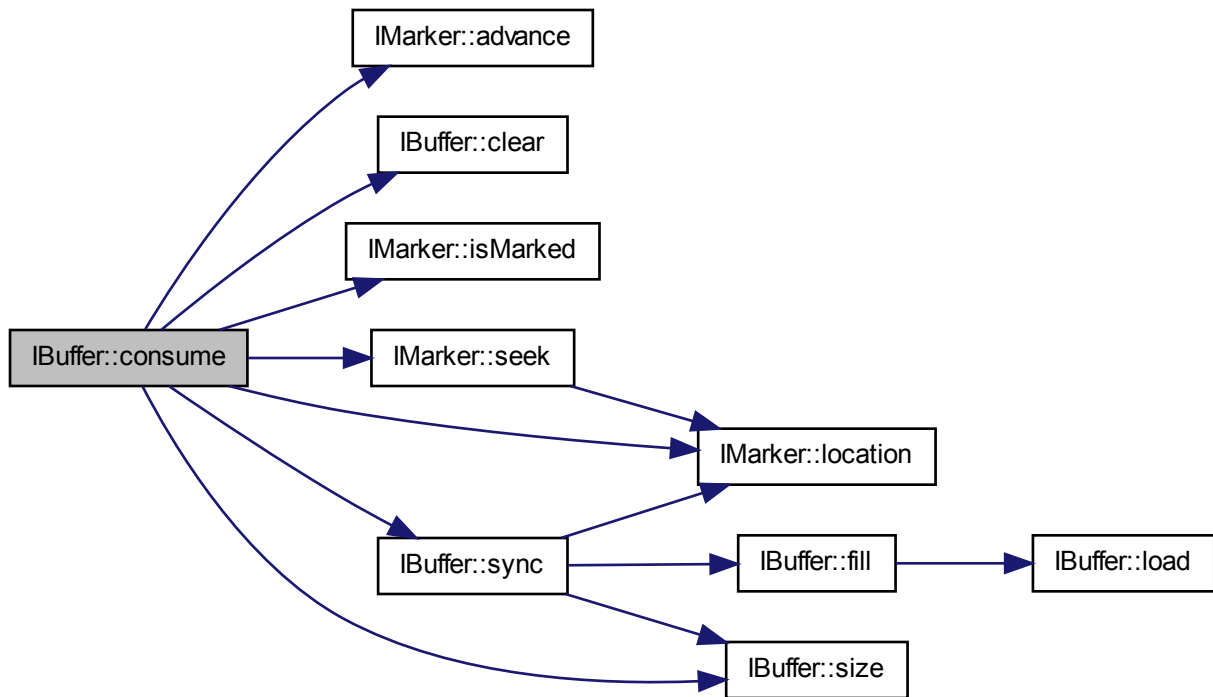 IMarker::advance
IBuffer::clear
IMarker::isMarked
IBuffer::consume
IMarker::seek
IMarker::location
IBuffer::sync
IBuffer::fill
IBuffer::load
IBuffer::size